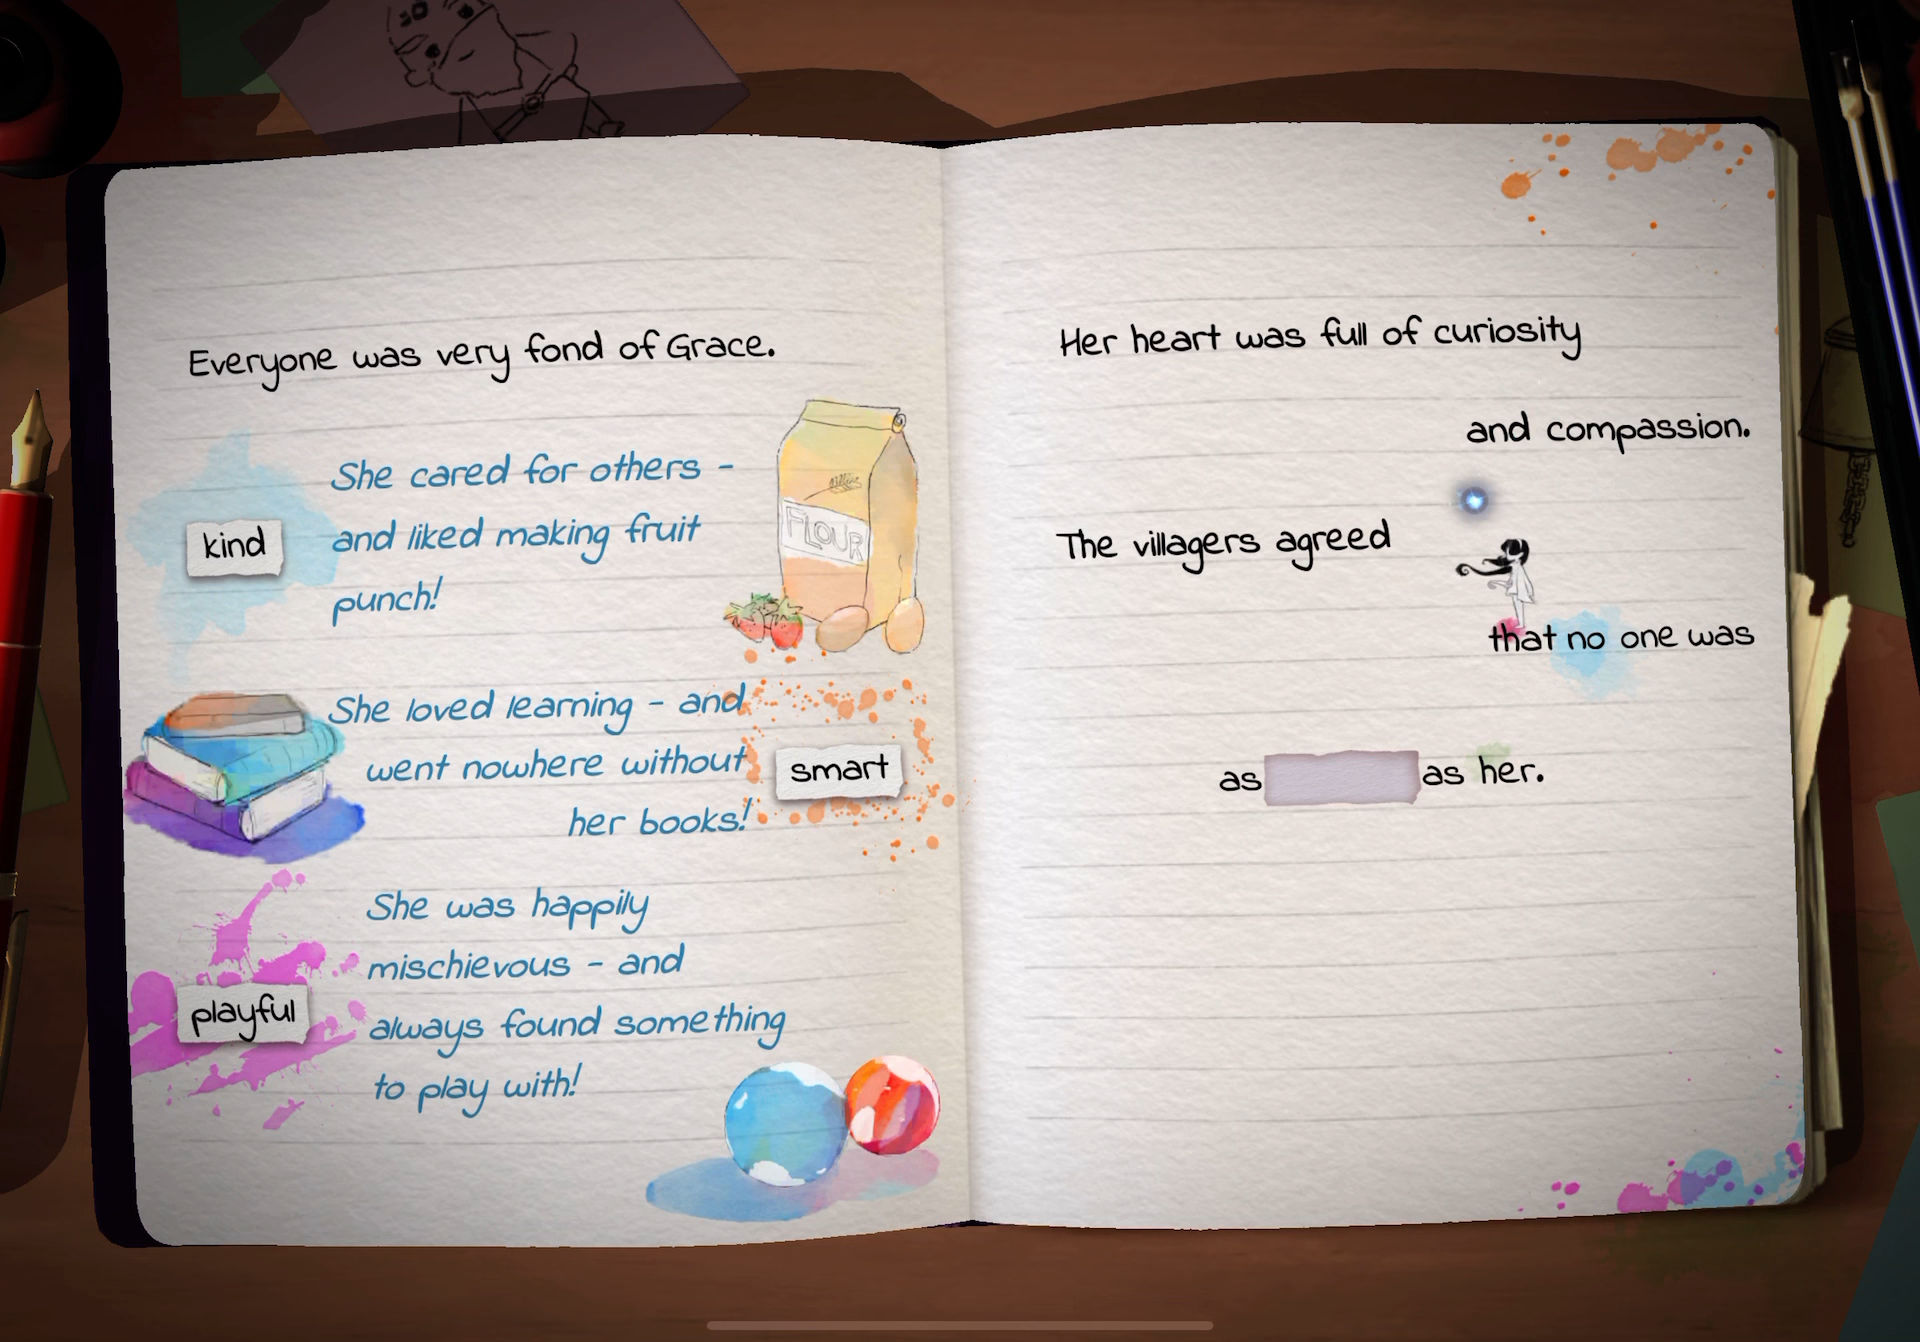 Everyone was very fond of Grace.
She cared for others -
and liked making fruit
punch!
kind
FLOUR
She loved learning - and
went nowhere without
her books!
smart
She was happily
mischievous - and
always found something
to play with!
playful
Her heart was full of curiosity
and compassion.
The villagers agreed
that no one was
as
as her.